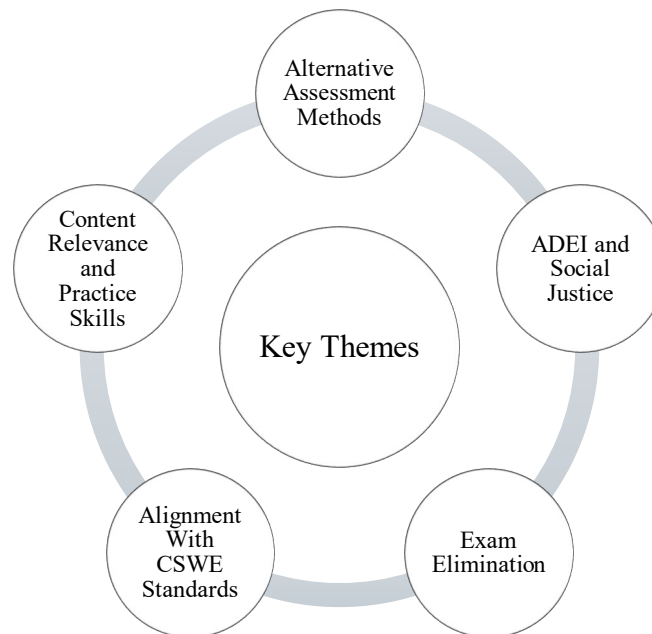 Alternative
Assessment
Methods
ADEI and
Social
Justice
Exam
Elimination
Alignment
With
CSWE
Standards
Content
Relevance
and
Practice
Skills
Key Themes